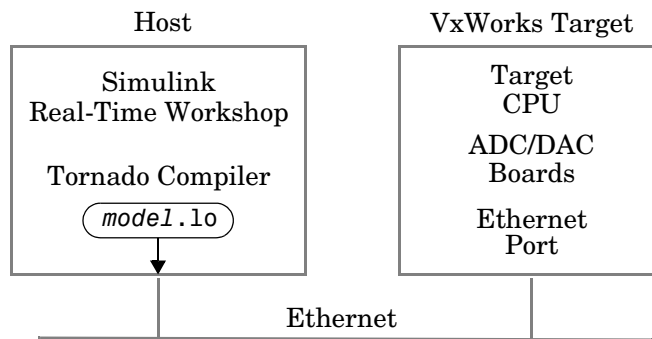 Host
Simulink
Real-Time Workshop
Tornado Compiler
model.lo
VxWorks Target
Target
CPU
ADC/DAC
Boards
Ethernet
Port
Ethernet